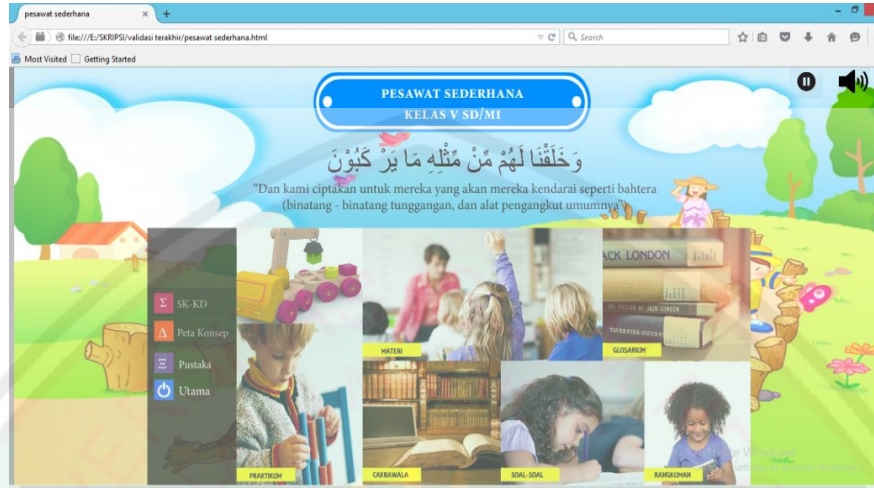 pesawat sederhana
file:///E:/SKRIPSI/validasi terakhir/pesawat sederhana.html
Search
Most Visited
Getting Started
PESAWAT SEDERHANA
KELAS V SD/MI
وَخَلَقْنَا لَهُمْ مِّنْ مِّثْلِهِ مَا يَرْ كَبُوْنَ
“Dan kami ciptakan untuk mereka yang akan mereka kendarai seperti bahtera
(binatang - binatang tunggangan, dan alat pengangkut umumnya”)
SK-KD
Peta Konsep
Pustaka
Utama
MATERI
JACK LONDON
GLOSARIUM
PRAKTIKOM
CAKRAWALA
SOAL-SOAL
RANGKUMAN